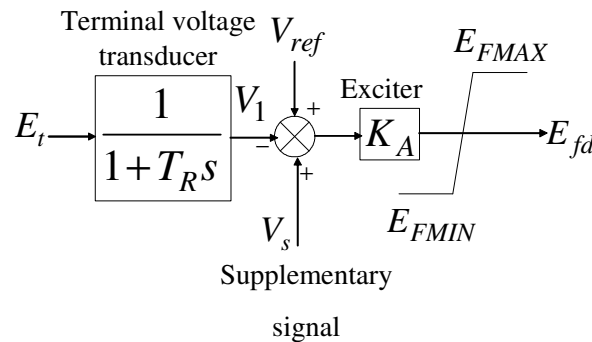 Terminal voltage
transducer
V_ref
E_FMAX
E_t
1
1+T_R s
V_1
−
+
+
Exciter
K_A
E_fd
E_FMIN
V_s
Supplementary
signal